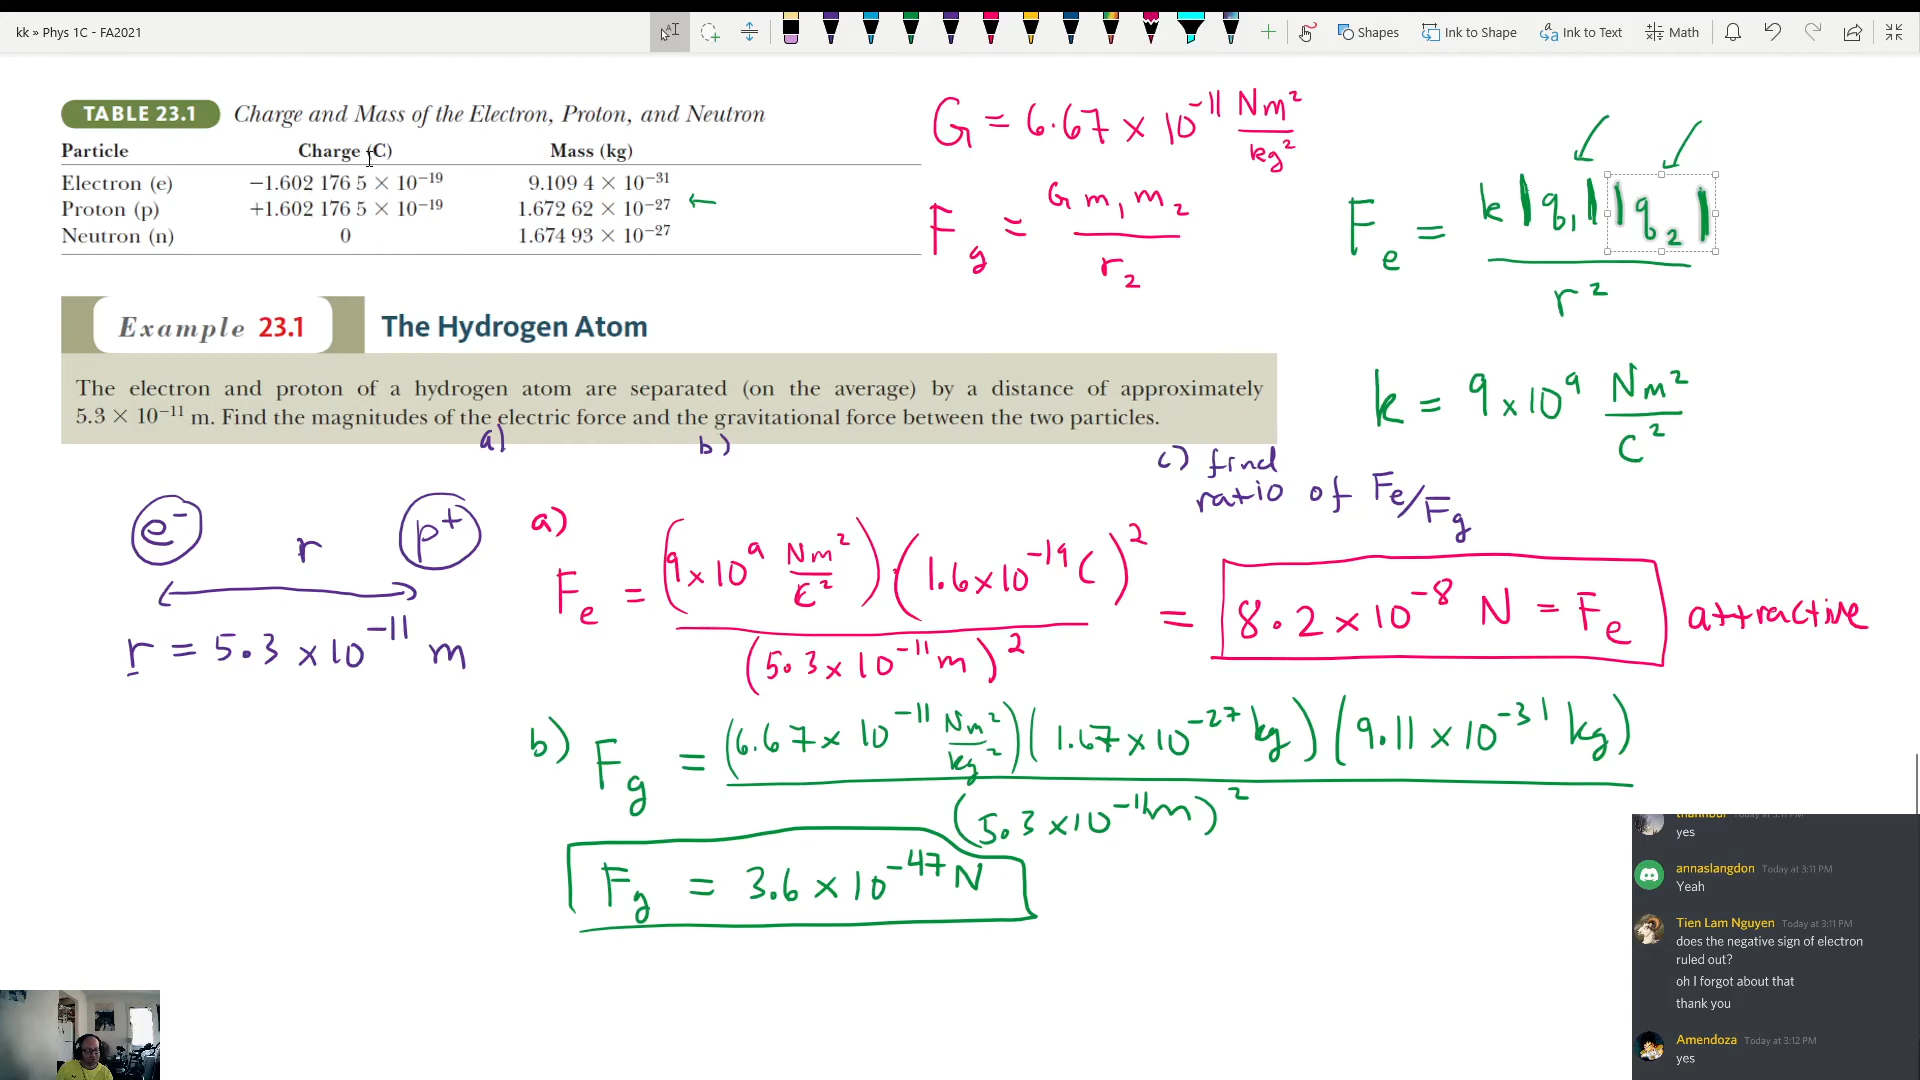 kk » Phys 1C - FA2021
Shapes
Ink to Shape
Ink to Text
Math
TABLE 23.1 Charge and Mass of the Electron, Proton, and Neutron
Particle Charge (C) Mass (kg)
Electron (e) −1.602 176 5 × 10⁻¹⁹ 9.109 4 × 10⁻³¹
Proton (p) +1.602 176 5 × 10⁻¹⁹ 1.672 62 × 10⁻²⁷ ←
Neutron (n) 0 1.674 93 × 10⁻²⁷
G = 6.67 × 10⁻¹¹ Nm²/kg²
F_g = G m₁ m₂ / r₂
F_e = k |q₁| |q₂| / r²
k = 9 × 10⁹ Nm²/C²
Example 23.1 The Hydrogen Atom
The electron and proton of a hydrogen atom are separated (on the average) by a distance of approximately
5.3 × 10⁻¹¹ m. Find the magnitudes of the electric force and the gravitational force between the two particles.
a) b)
c) find
ratio of F_e/F_g
e⁻ r p⁺
r = 5.3 × 10⁻¹¹ m
a)
F_e = (9 × 10⁹ Nm²/C²) · (1.6 × 10⁻¹⁹ C)² / (5.3 × 10⁻¹¹ m)² = 8.2 × 10⁻⁸ N = F_e attractive
b) F_g = (6.67 × 10⁻¹¹ Nm²/kg²) (1.67 × 10⁻²⁷ kg) (9.11 × 10⁻³¹ kg) / (5.3 × 10⁻¹¹ m)²
F_g = 3.6 × 10⁻⁴⁷ N
yes
annaslangdon Today at 3:11 PM
Yeah
Tien Lam Nguyen Today at 3:11 PM
does the negative sign of electron
ruled out?
oh I forgot about that
thank you
Amendoza Today at 3:12 PM
yes